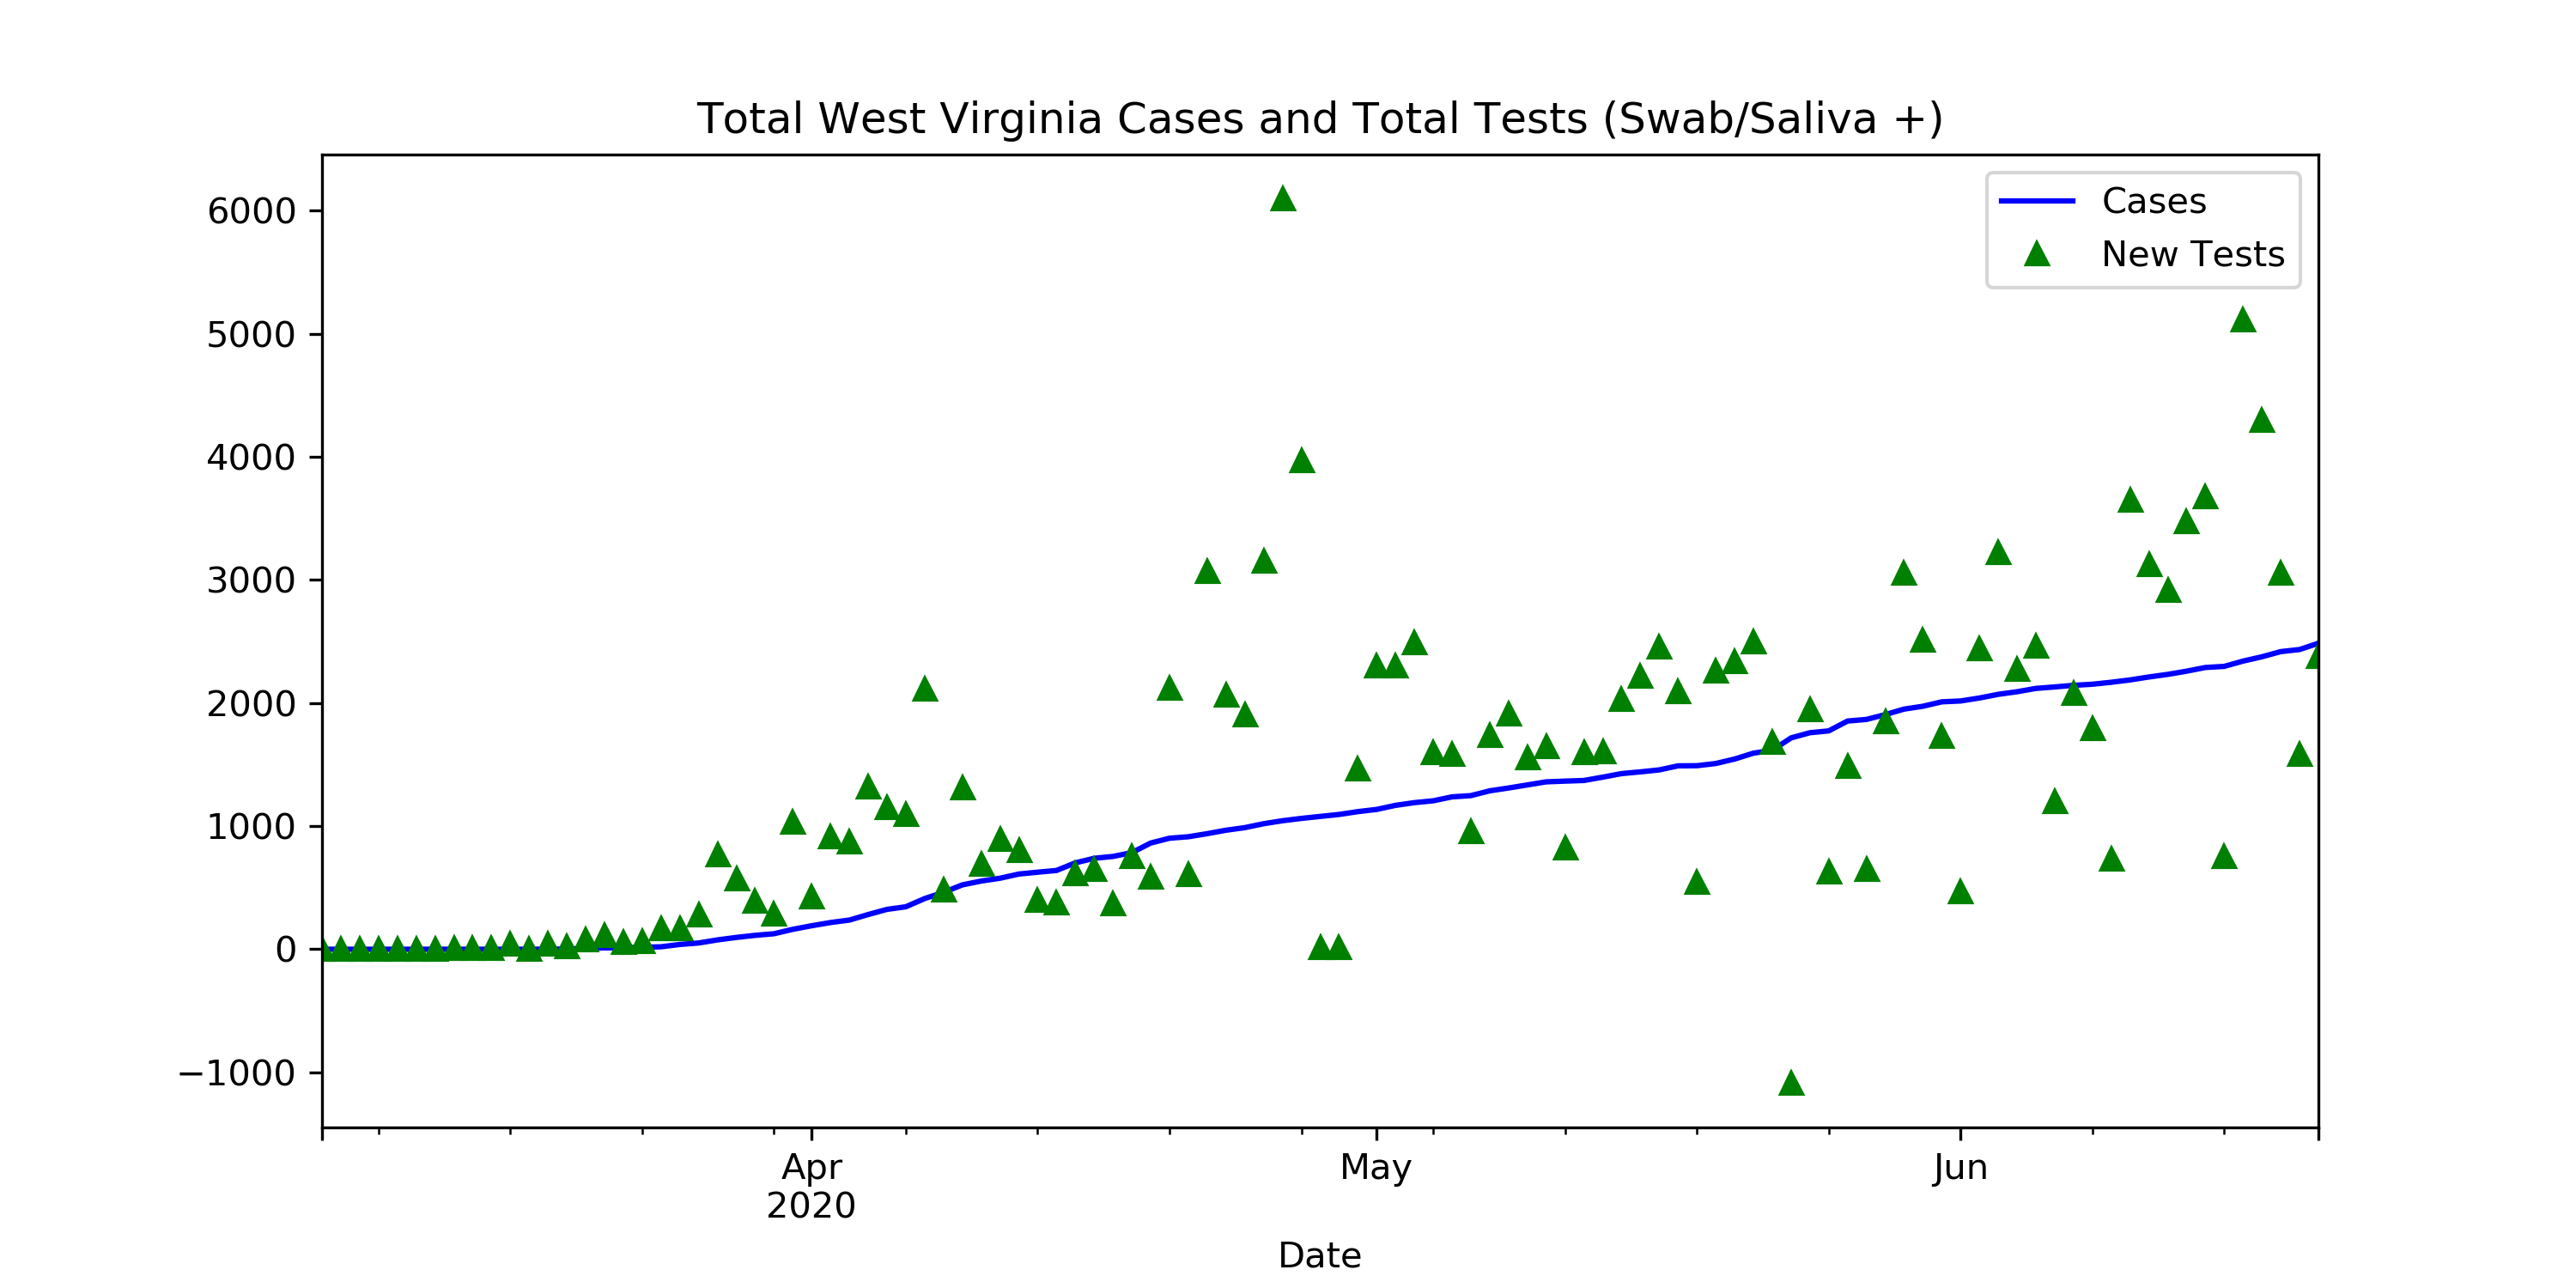 Total West Virginia Cases and Total Tests (Swab/Saliva +)
Cases
New Tests
6000
5000
4000
3000
2000
1000
0
−1000
Apr
2020
May
Jun
Date